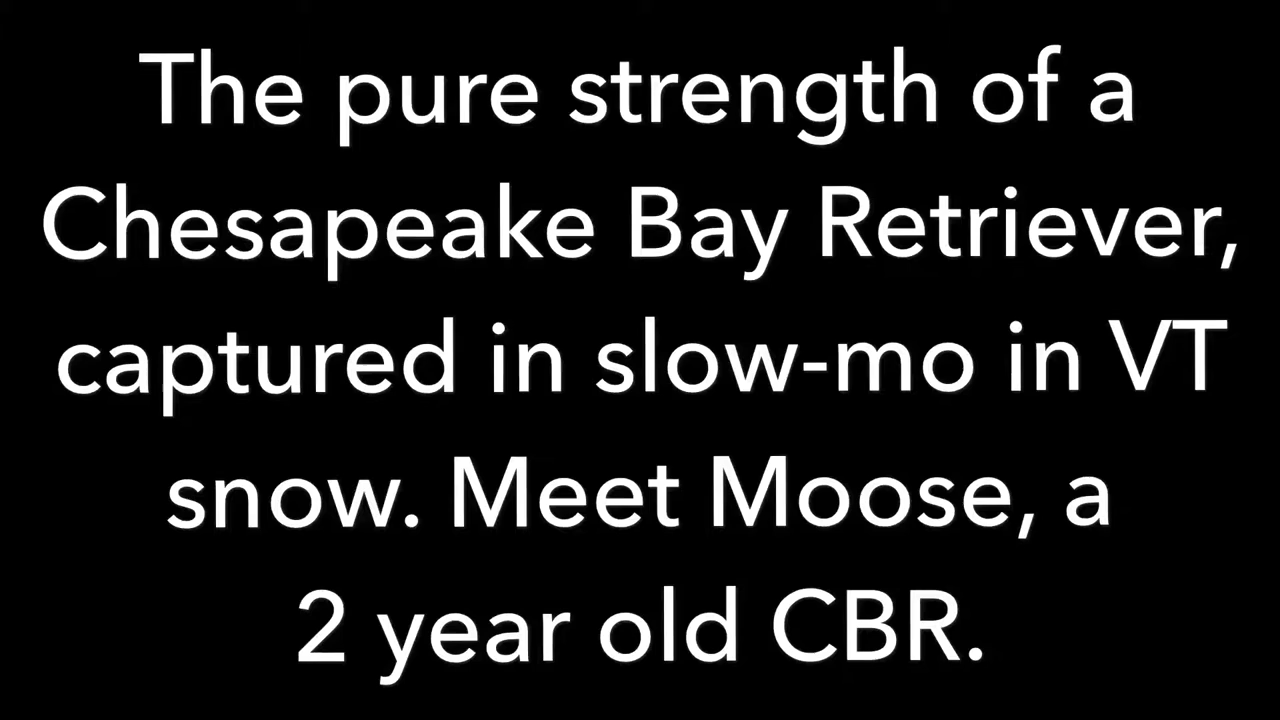 The pure strength of a
Chesapeake Bay Retriever,
captured in slow-mo in VT
snow. Meet Moose, a
2 year old CBR.